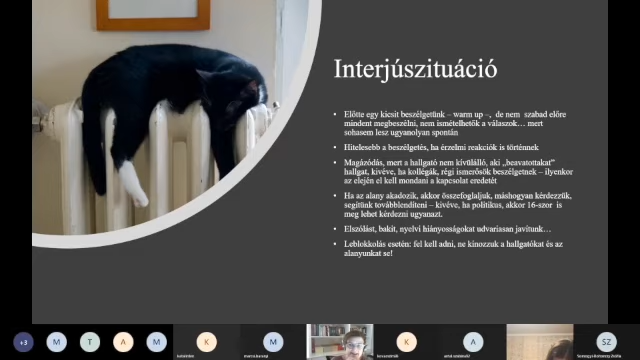 Interjúszituáció
• Előtte egy kicsit beszélgetünk – warm up –, de nem szabad előre
mindent megbeszélni, nem ismételhetők a válaszok… mert
sohasem lesz ugyanolyan spontán
• Hitelesebb a beszélgetés, ha érzelmi reakciók is történnek
• Magázódás, mert a hallgató nem kívülálló, aki „beavatottakat”
hallgat, kivéve, ha kollégák, régi ismerősök beszélgetnek – ilyenkor
az elején el kell mondani a kapcsolat eredetét
• Ha az alany akadozik, akkor összefoglaljuk, máshogyan kérdezzük,
segítünk továbblendíteni – kivéve, ha politikus, akkor 16-szor is
meg lehet kérdezni ugyanazt.
• Elszólást, bakit, nyelvi hiányosságokat udvariasan javítunk…
• Leblokkolás esetén: fel kell adni, ne kínozzuk a hallgatókat és az
alanyunkat se!
+3 M T A M K M K A SZ